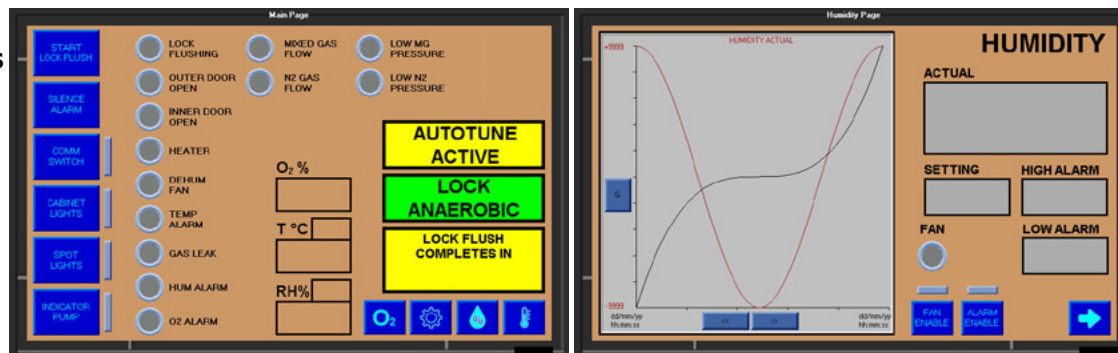 Main Page
START
LOCK FLUSH
SILENCE
ALARM
COMM
SWITCH
CABINET
LIGHTS
SPOT
LIGHTS
INDICATOR
PUMP
LOCK
FLUSHING
OUTER DOOR
OPEN
INNER DOOR
OPEN
HEATER
DEHUM
FAN
TEMP
ALARM
GAS LEAK
HUM ALARM
O2 ALARM
MIXED GAS
FLOW
N2 GAS
FLOW
LOW MG
PRESSURE
LOW N2
PRESSURE
O₂ %
T °C
RH%
AUTOTUNE
ACTIVE
LOCK
ANAEROBIC
LOCK FLUSH
COMPLETES IN
O₂
%
Humidity Page
HUMIDITY ACTUAL
+9999
-9999
G
dd/mm/yy
hh:mm:ss
<<
>>
dd/mm/yy
hh:mm:ss
HUMIDITY
ACTUAL
SETTING
HIGH ALARM
FAN
LOW ALARM
FAN
ENABLE
ALARM
ENABLE